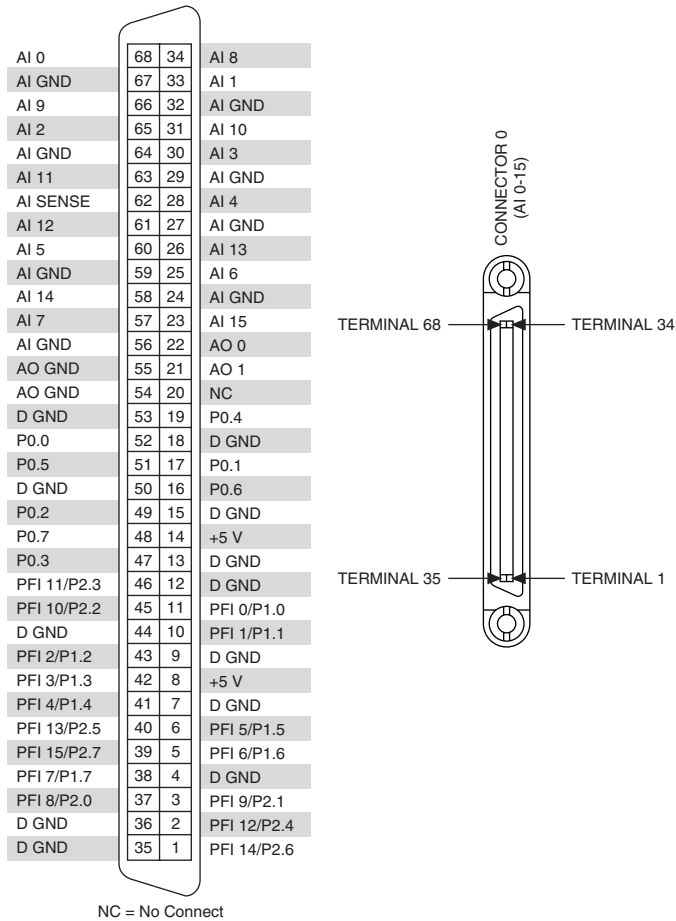 AI 0 68 34 AI 8
AI GND 67 33 AI 1
AI 9 66 32 AI GND
AI 2 65 31 AI 10
AI GND 64 30 AI 3
AI 11 63 29 AI GND
AI SENSE 62 28 AI 4
AI 12 61 27 AI GND
AI 5 60 26 AI 13
AI GND 59 25 AI 6
AI 14 58 24 AI GND
AI 7 57 23 AI 15
AI GND 56 22 AO 0
AO GND 55 21 AO 1
AO GND 54 20 NC
D GND 53 19 P0.4
P0.0 52 18 D GND
P0.5 51 17 P0.1
D GND 50 16 P0.6
P0.2 49 15 D GND
P0.7 48 14 +5 V
P0.3 47 13 D GND
PFI 11/P2.3 46 12 D GND
PFI 10/P2.2 45 11 PFI 0/P1.0
D GND 44 10 PFI 1/P1.1
PFI 2/P1.2 43 9 D GND
PFI 3/P1.3 42 8 +5 V
PFI 4/P1.4 41 7 D GND
PFI 13/P2.5 40 6 PFI 5/P1.5
PFI 15/P2.7 39 5 PFI 6/P1.6
PFI 7/P1.7 38 4 D GND
PFI 8/P2.0 37 3 PFI 9/P2.1
D GND 36 2 PFI 12/P2.4
D GND 35 1 PFI 14/P2.6
NC = No Connect
CONNECTOR 0
(AI 0-15)
TERMINAL 68 TERMINAL 34
TERMINAL 35 TERMINAL 1